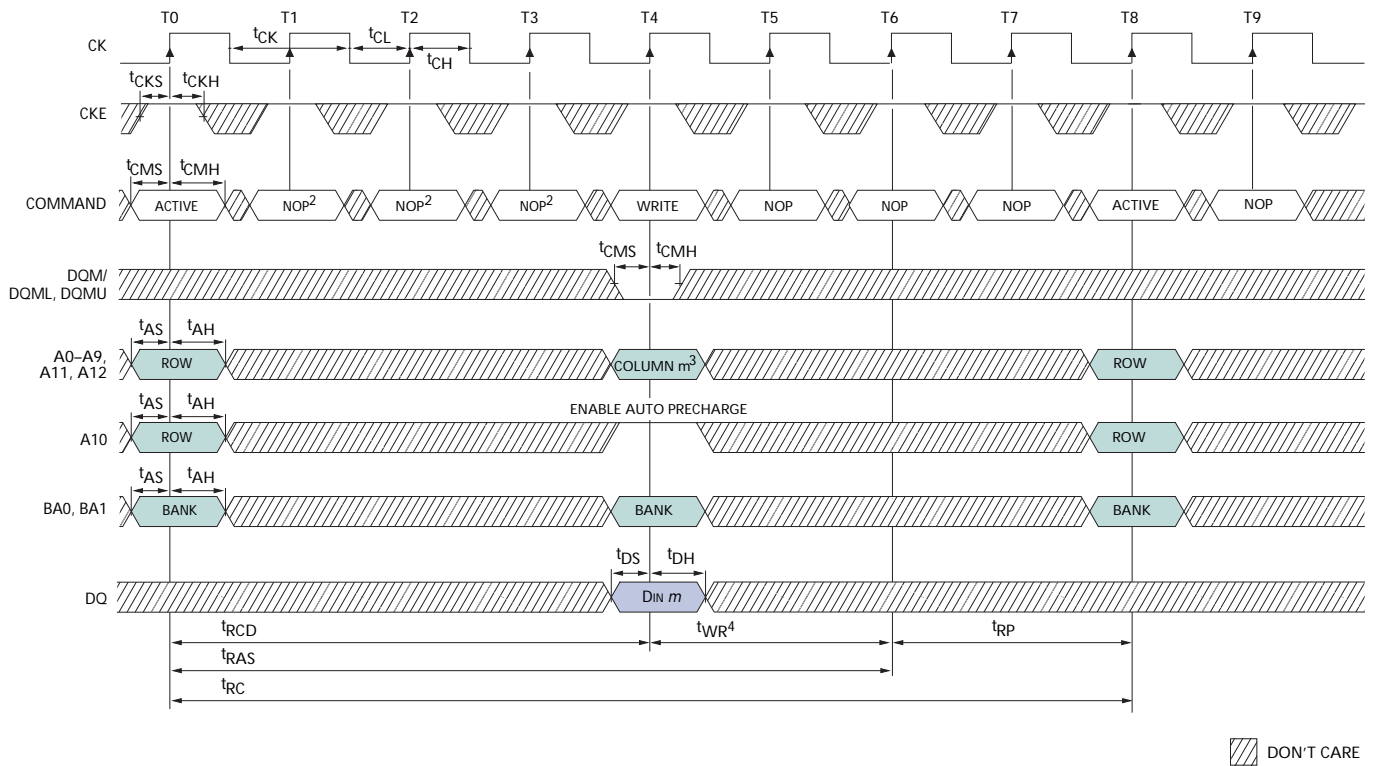 T0 T1 T2 T3 T4 T5 T6 T7 T8 T9
CK
tCK tCL
tCH
tCKS tCKH
CKE
tCMS tCMH
COMMAND ACTIVE NOP2 NOP2 NOP2 WRITE NOP NOP NOP ACTIVE NOP
tCMS tCMH
DQM/
DQML, DQMU
tAS tAH
A0–A9,
A11, A12
ROW COLUMN m3 ROW
tAS tAH
ENABLE AUTO PRECHARGE
A10 ROW ROW
tAS tAH
BA0, BA1 BANK BANK BANK
tDS tDH
DQ DIN m
tRCD tWR4 tRP
tRAS
tRC
DON'T CARE